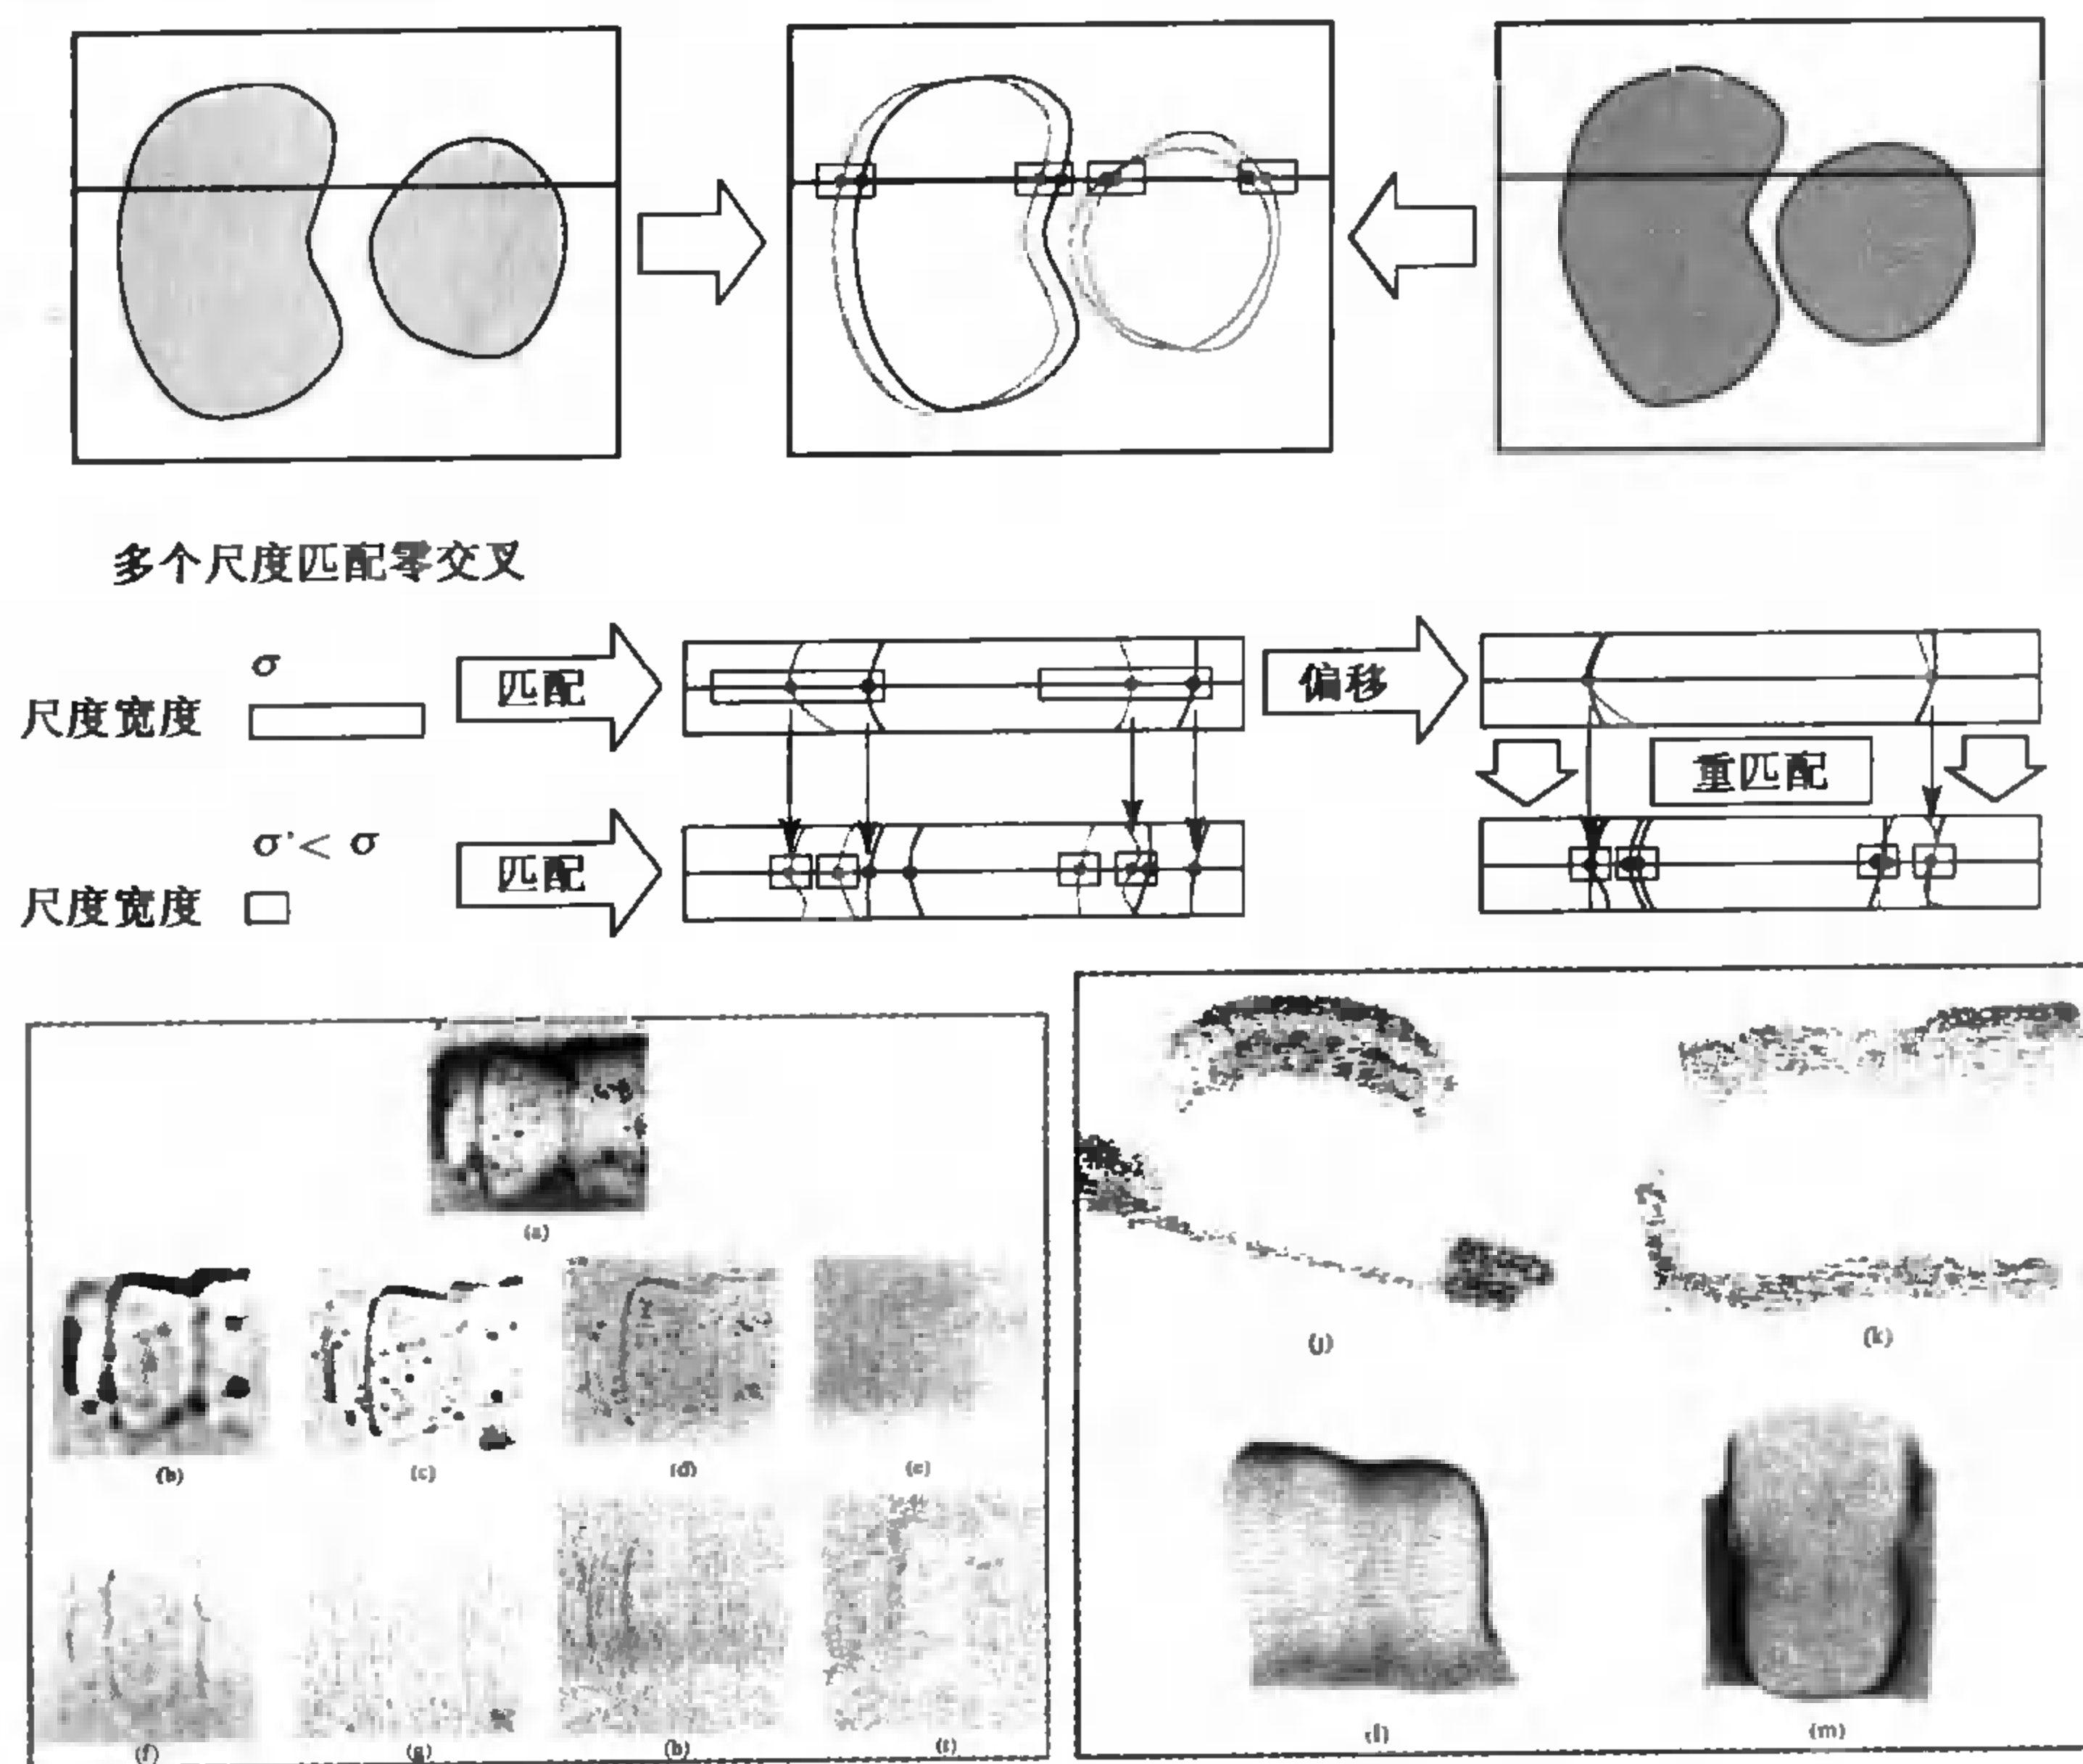 多个尺度匹配零交叉
σ
尺度宽度
匹配
偏移
重匹配
σ'< σ
尺度宽度
匹配
(a)
(b) (c) (d) (e)
(f) (g) (h) (i)
(j) (k)
(l) (m)